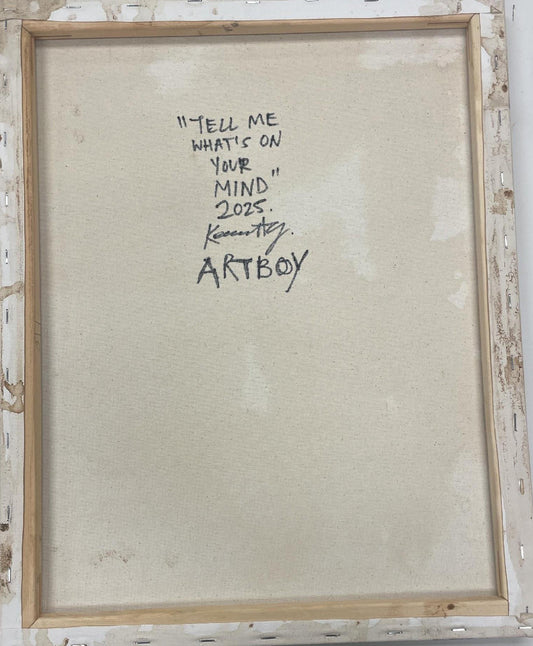 "TELL ME
WHAT'S ON
YOUR
MIND"
2025.
ARTBOY